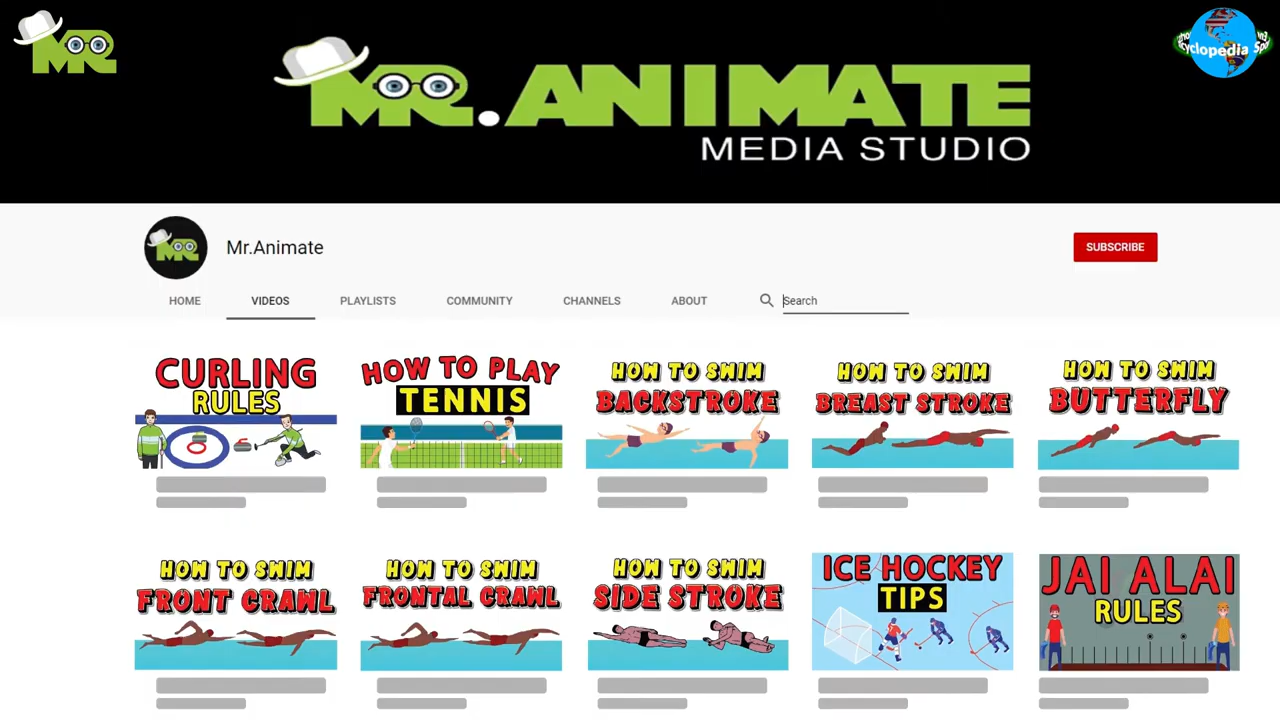 MR
MR.ANIMATE
MEDIA STUDIO
cyclopedia
MR
Mr.Animate
SUBSCRIBE
HOME
VIDEOS
PLAYLISTS
COMMUNITY
CHANNELS
ABOUT
Search
CURLING
RULES
HOW TO PLAY
TENNIS
HOW TO SWIM
BACKSTROKE
HOW TO SWIM
BREAST STROKE
HOW TO SWIM
BUTTERFLY
HOW TO SWIM
FRONT CRAWL
HOW TO SWIM
FRONTAL CRAWL
HOW TO SWIM
SIDE STROKE
ICE HOCKEY
TIPS
JAI ALAI
RULES